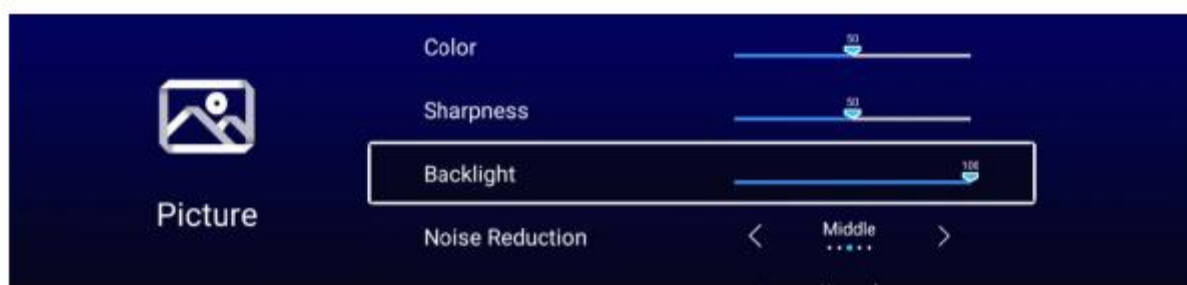 Color
50
Sharpness
50
Backlight
100
Picture
Noise Reduction
Middle